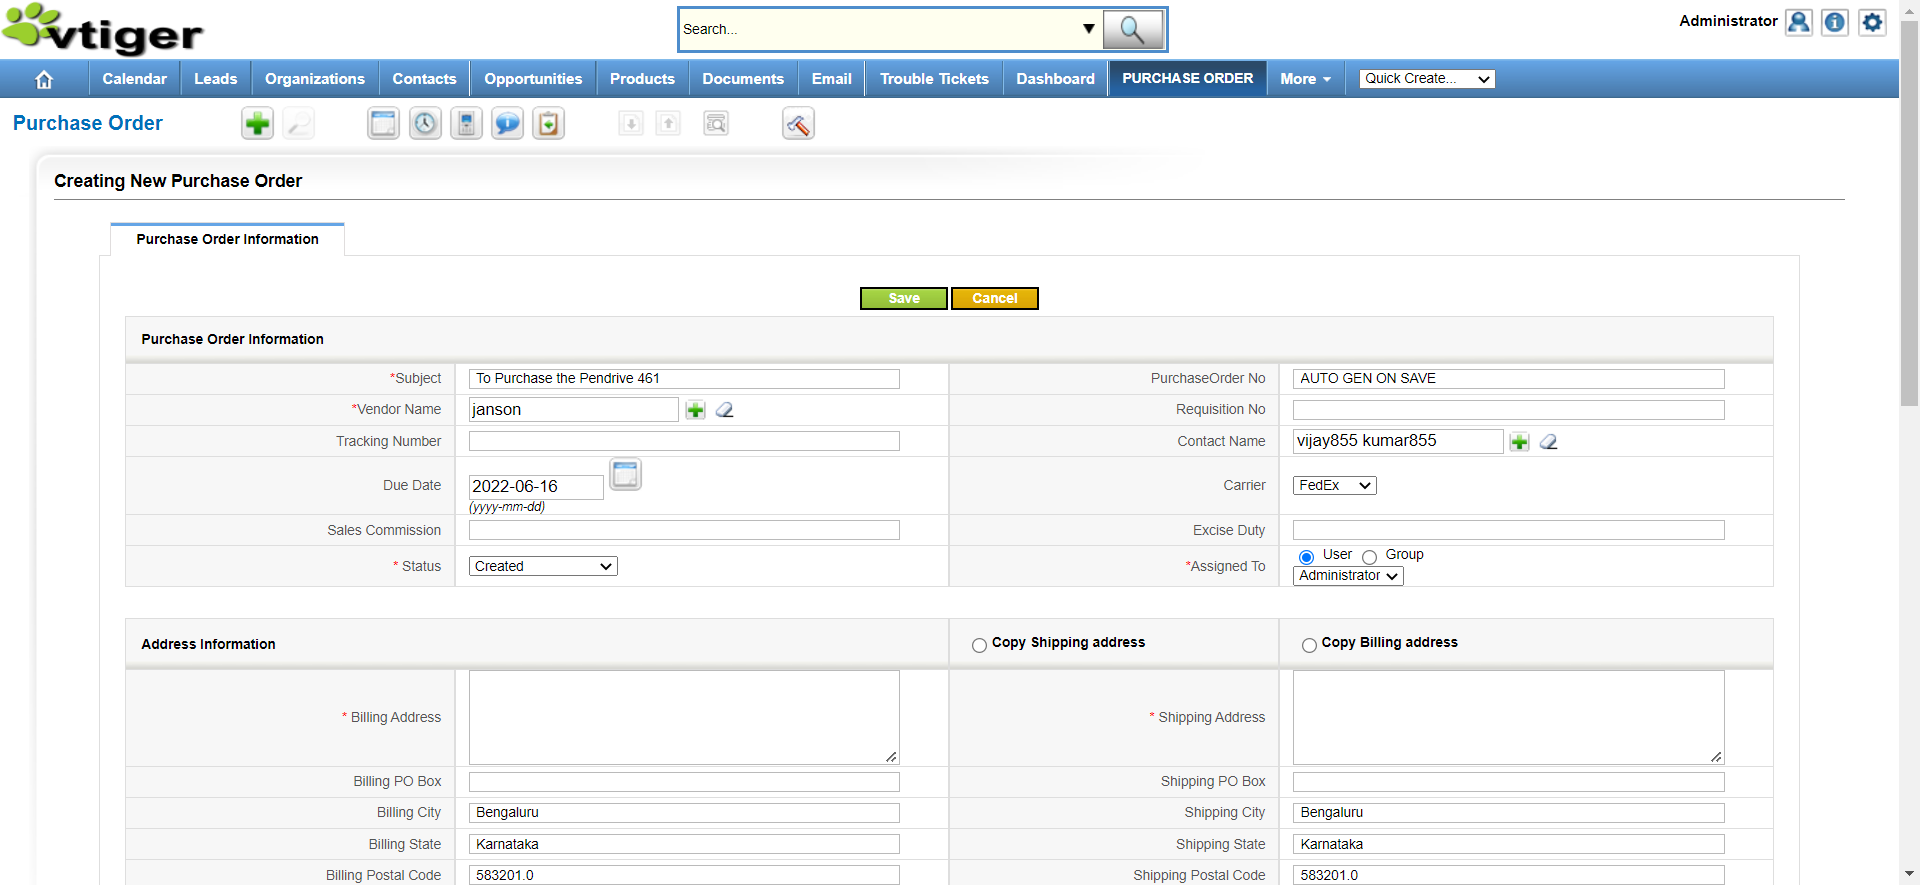 vtiger
Search...
Administrator
Calendar Leads Organizations Contacts Opportunities Products Documents Email Trouble Tickets Dashboard PURCHASE ORDER More Quick Create...
Purchase Order
Creating New Purchase Order
Purchase Order Information
Save Cancel
Purchase Order Information
*Subject To Purchase the Pendrive 461 PurchaseOrder No AUTO GEN ON SAVE
*Vendor Name janson Requisition No
Tracking Number Contact Name vijay855 kumar855
Due Date 2022-06-16 Carrier FedEx
(yyyy-mm-dd)
Sales Commission Excise Duty
* Status Created *Assigned To User Group
Administrator
Address Information Copy Shipping address Copy Billing address
* Billing Address * Shipping Address
Billing PO Box Shipping PO Box
Billing City Bengaluru Shipping City Bengaluru
Billing State Karnataka Shipping State Karnataka
Billing Postal Code 583201.0 Shipping Postal Code 583201.0